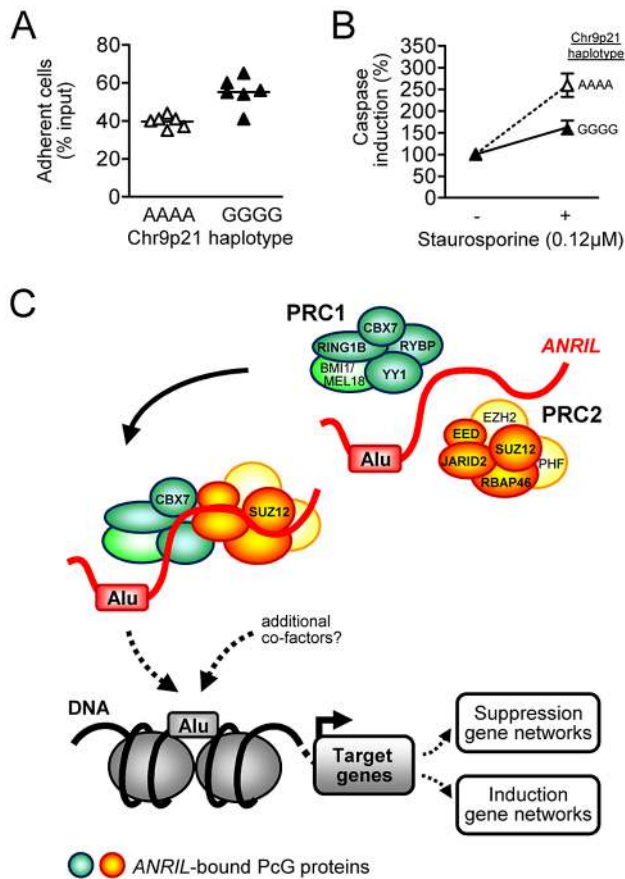 A
Adherent cells
(% input)
80
60
40
20
0
AAAA GGGG
Chr9p21 haplotype
B
Caspase
induction (%)
350
300
250
200
150
100
50
0
Chr9p21
haplotype
AAAA
GGGG
- +
Staurosporine (0.12µM)
C
PRC1
CBX7
RING1B
RYBP
BMI1/
MEL18
YY1
ANRIL
Alu
PRC2
EZH2
EED
SUZ12
JARID2
PHF
RBAP46
CBX7
SUZ12
Alu
additional
co-factors?
DNA
Alu
Target
genes
Suppression
gene networks
Induction
gene networks
ANRIL-bound PcG proteins